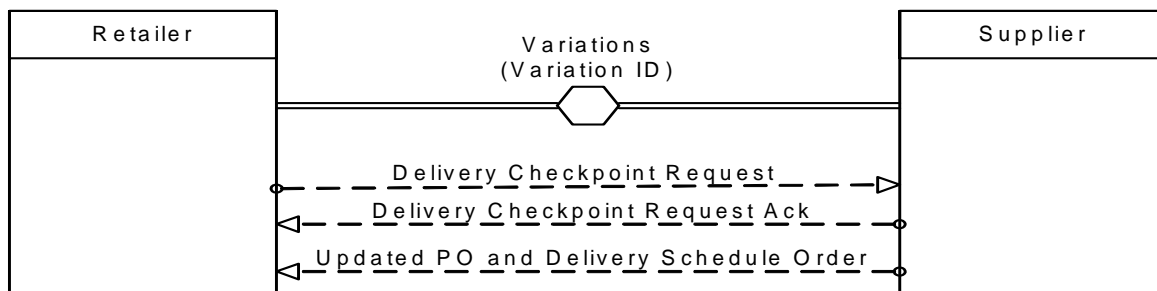 Retailer
Supplier
Variations
(Variation ID)
Delivery Checkpoint Request
Delivery Checkpoint Request Ack
Updated PO and Delivery Schedule Order